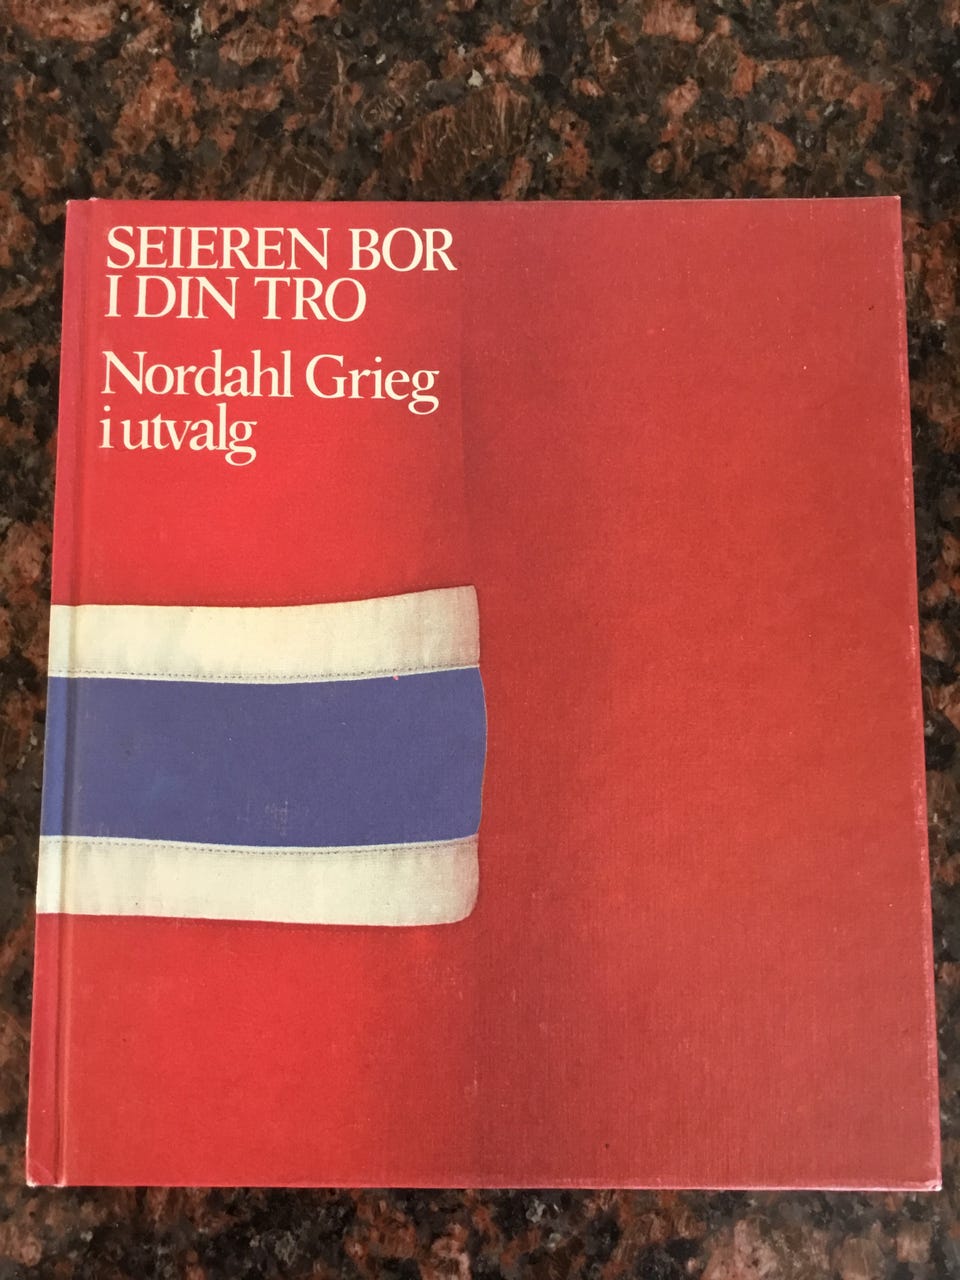 SEIEREN BOR
I DIN TRO
Nordahl Grieg
i utvalg